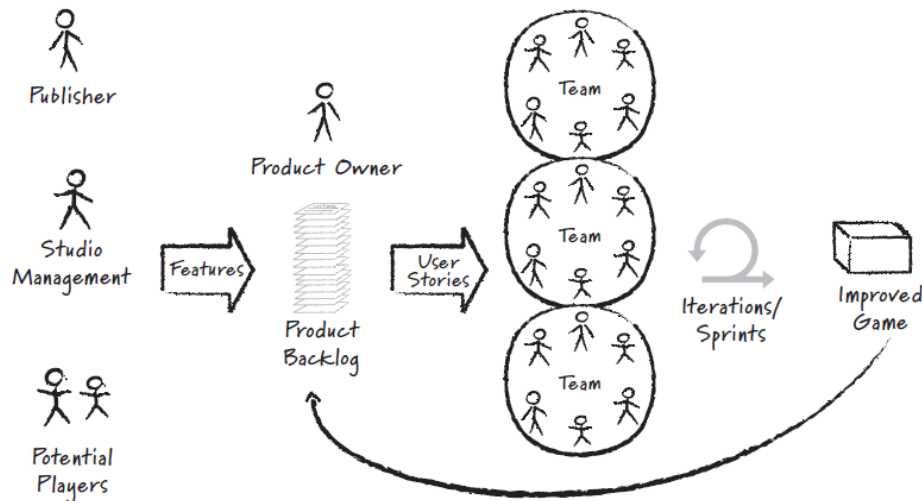 Publisher
Product Owner
Studio
Management
Features
Product
Backlog
User
Stories
Team
Team
Team
Iterations/
Sprints
Improved
Game
Potential
Players